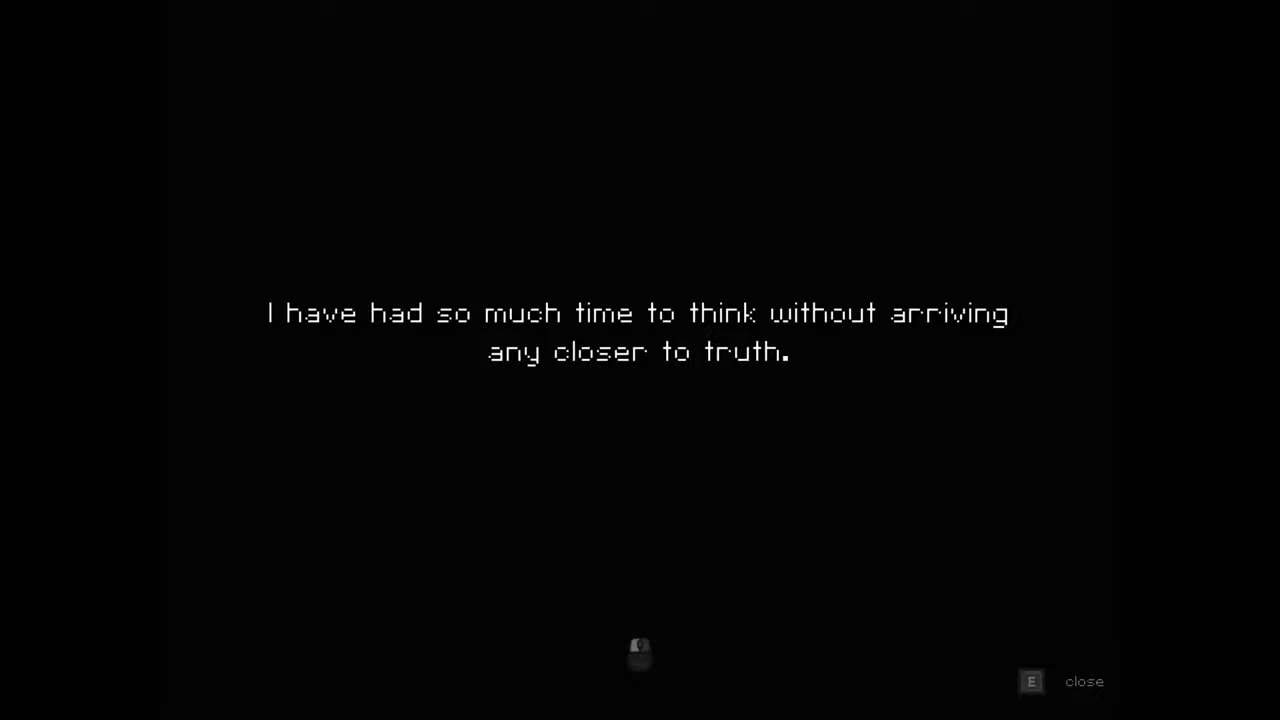 I have had so much time to think without arriving
any closer to truth.
E close